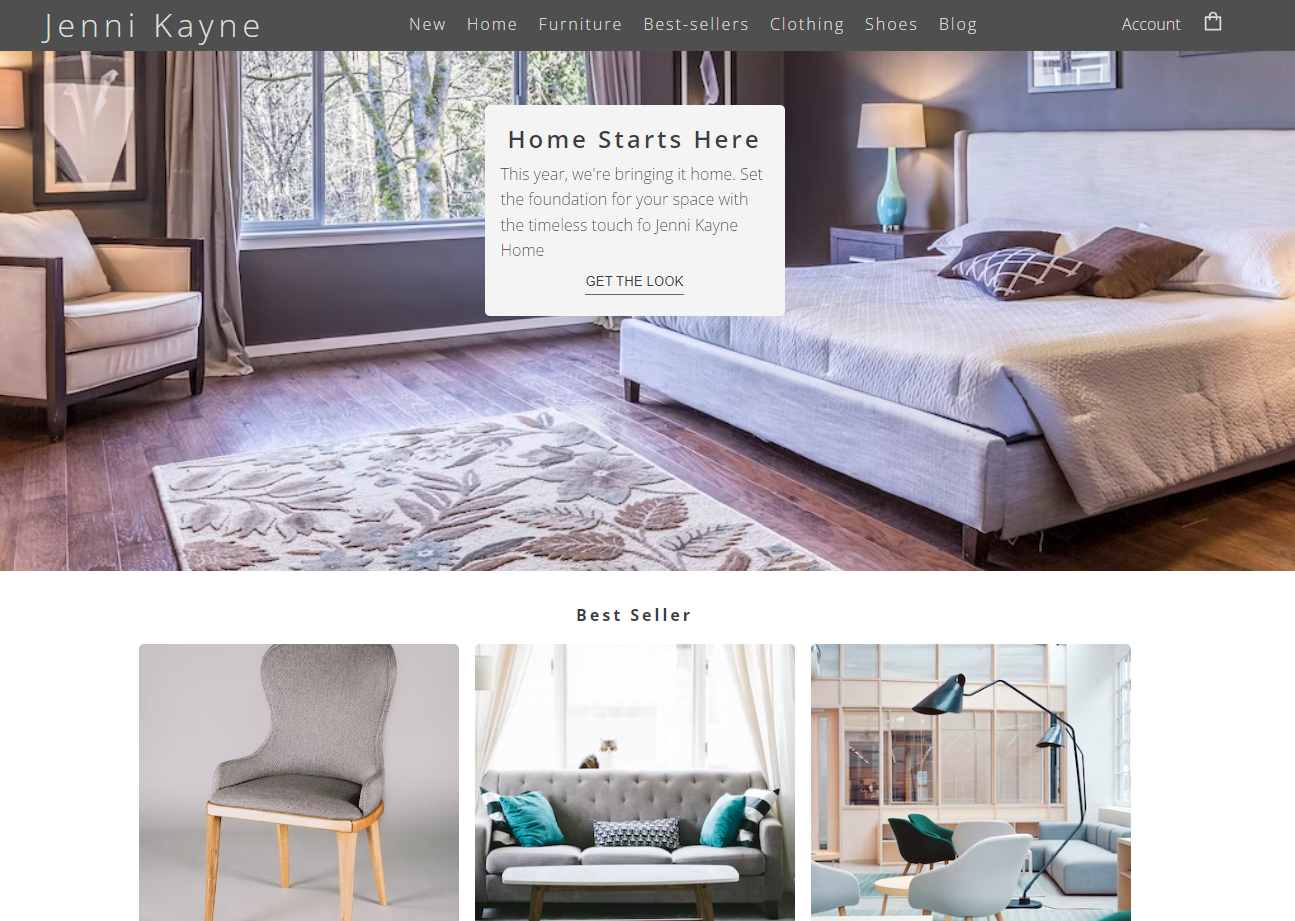 Jenni Kayne
New Home Furniture Best-sellers Clothing Shoes Blog
Account
Home Starts Here
This year, we're bringing it home. Set
the foundation for your space with
the timeless touch fo Jenni Kayne
Home
GET THE LOOK
Best Seller